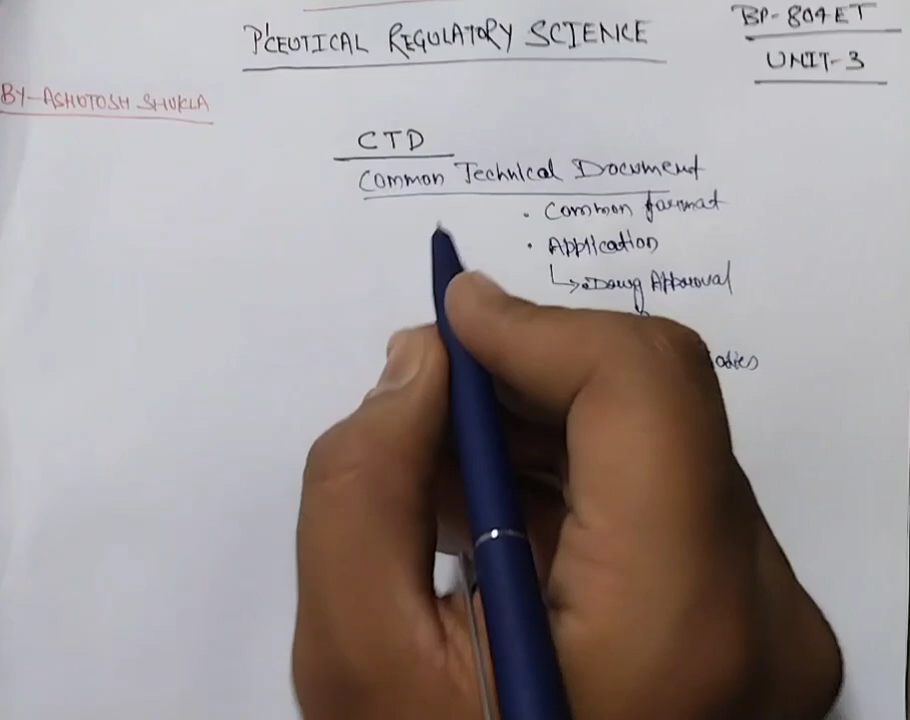 P'CEUTICAL REGULATORY SCIENCE
BP-804ET
UNIT-3
BY-ASHUTOSH SHUKLA
CTD
Common Technical Document
• Common format
• Application
↳ Drug Approval